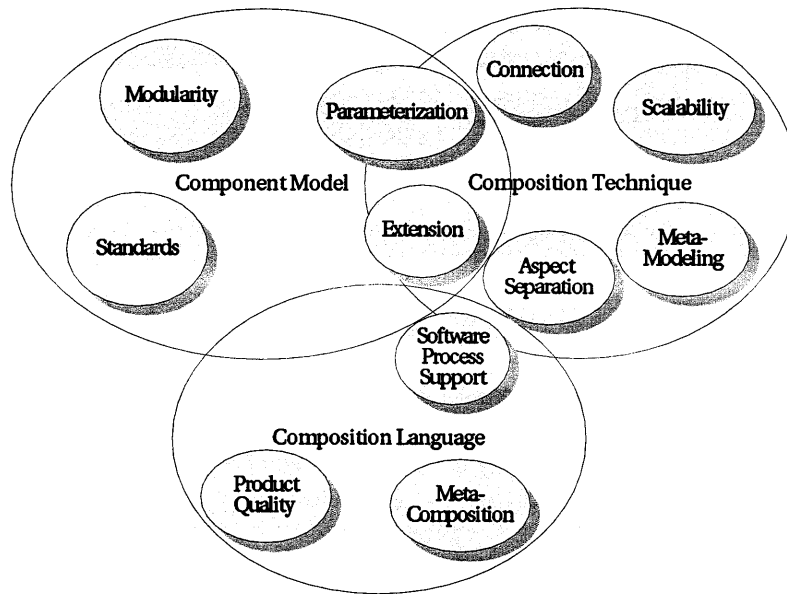 Connection
Modularity
Parameterization
Scalability
Component Model
Composition Technique
Extension
Standards
Aspect
Separation
Meta-
Modeling
Software
Process
Support
Composition Language
Product
Quality
Meta-
Composition